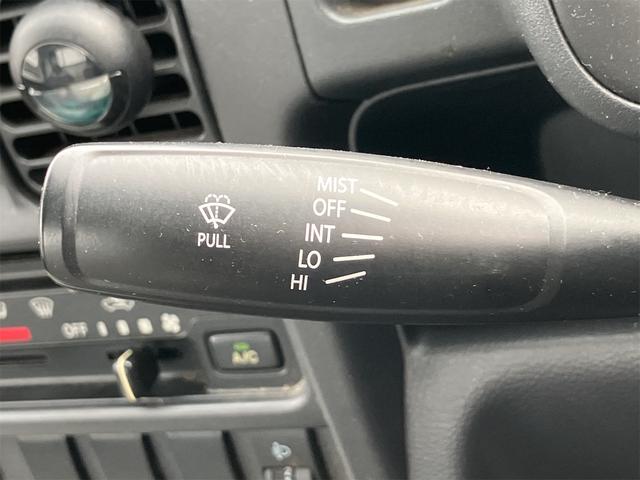 MIST
OFF
INT
LO
HI
PULL
OFF
A/C